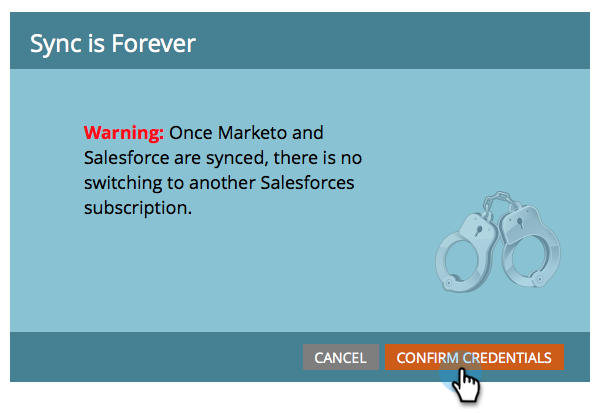 Sync is Forever
Warning: Once Marketo and
Salesforce are synced, there is no
switching to another Salesforces
subscription.
CANCEL
CONFIRM CREDENTIALS